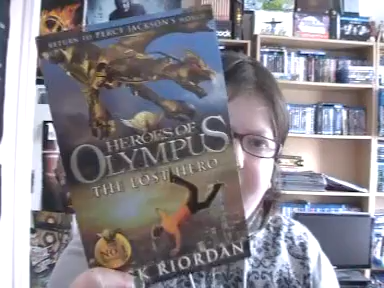 RETURN TO PERCY JACKSON'S WORLD
HEROES OF
OLYMPUS
THE LOST HERO
K RIORDAN